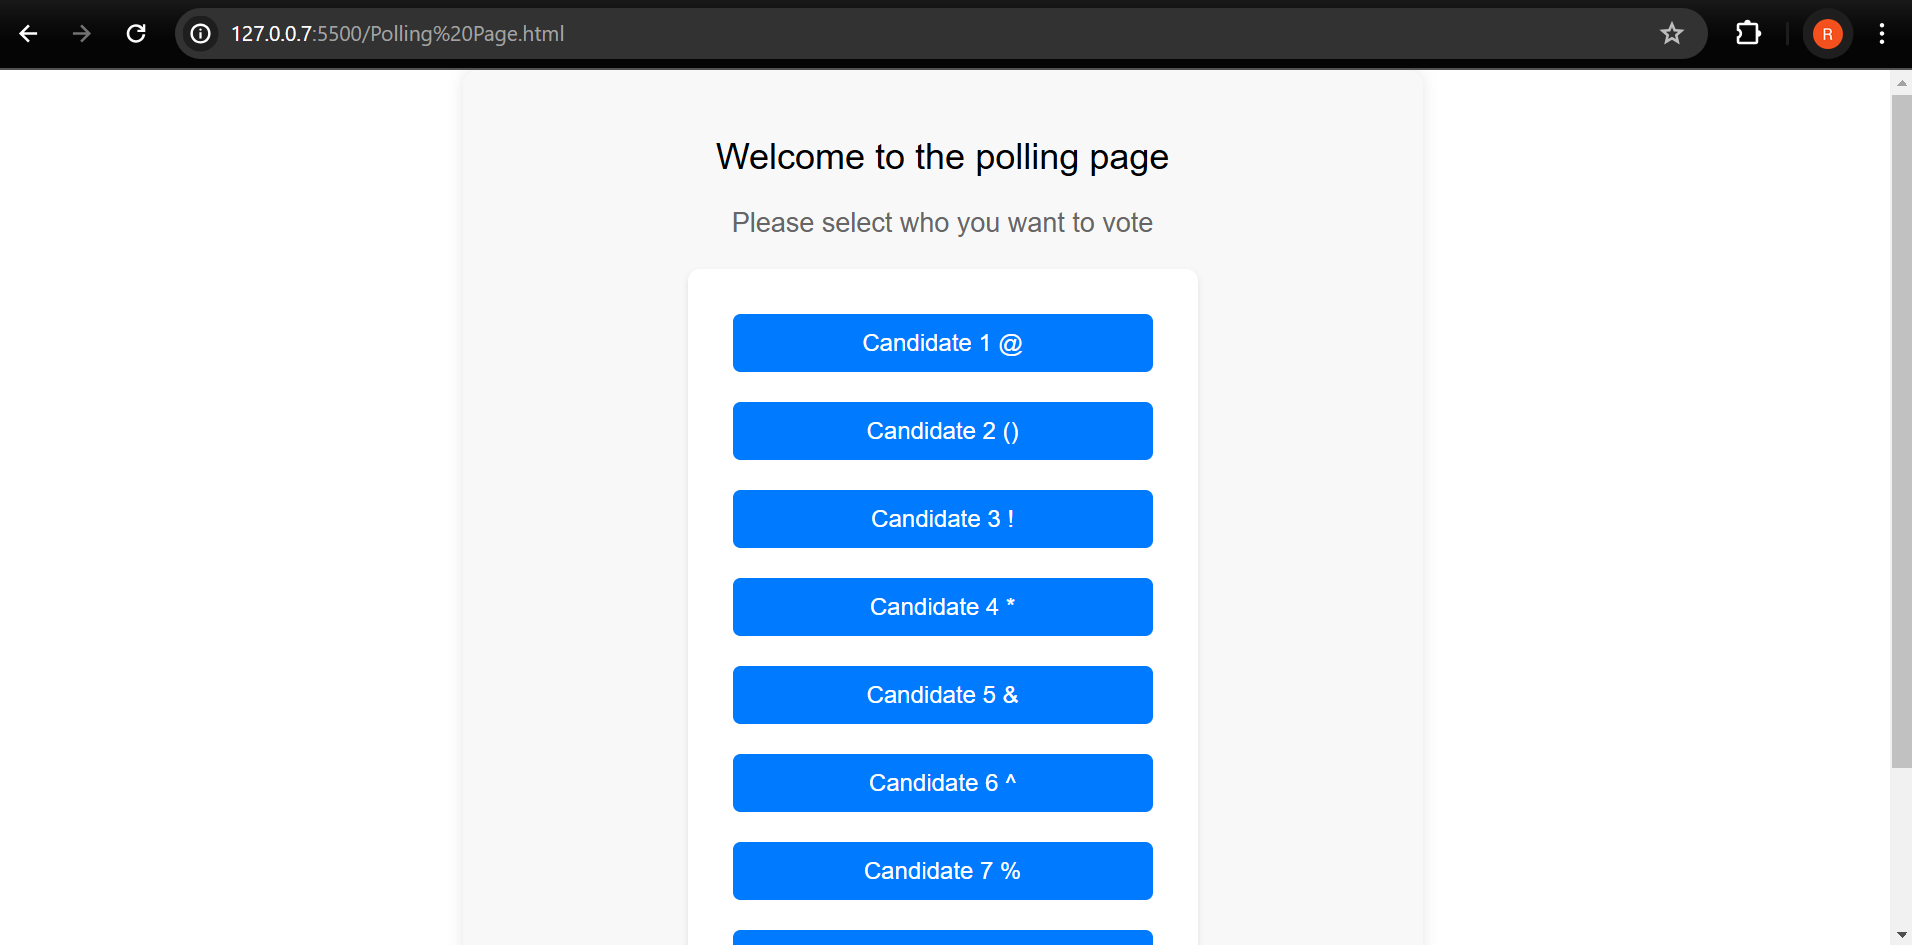 127.0.0.7:5500/Polling%20Page.html
R
Welcome to the polling page
Please select who you want to vote
Candidate 1 @
Candidate 2 ()
Candidate 3 !
Candidate 4 *
Candidate 5 &
Candidate 6 ^
Candidate 7 %